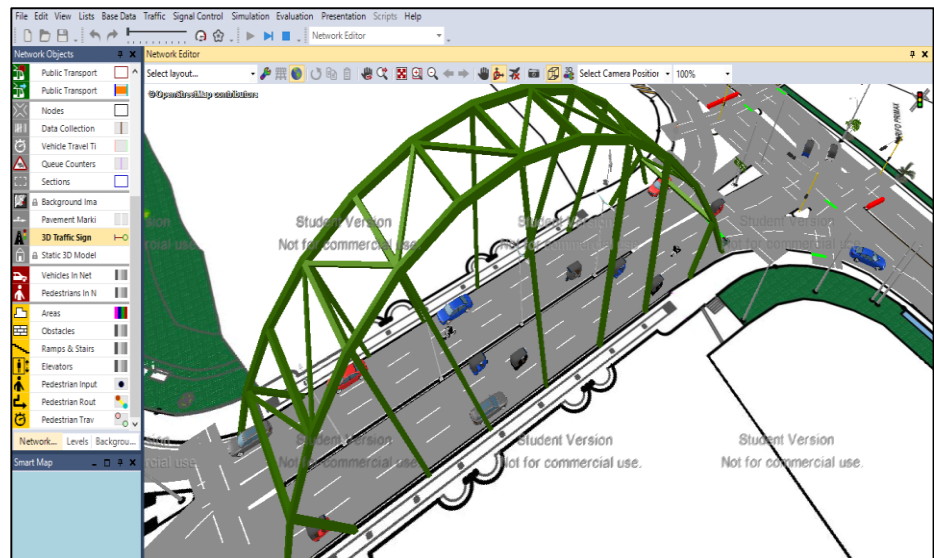 File Edit View Lists Base Data Traffic Signal Control Simulation Evaluation Presentation Scripts Help
Network Editor
Network Objects
Network Editor
Select layout...
Select Camera Position
100%
Public Transport
Public Transport
Nodes
Data Collection
Vehicle Travel Ti
Queue Counters
Sections
Background Ima
Pavement Marki
3D Traffic Sign
Static 3D Model
Vehicles In Net
Pedestrians In N
Areas
Obstacles
Ramps & Stairs
Elevators
Pedestrian Input
Pedestrian Rout
Pedestrian Trav
Network... Levels Backgrou...
Smart Map
© OpenStreetMap contributors
Student Version
Not for commercial use.
Student Version
Not for commercial use.
Student Version
Not for commercial use.
Student Version
Not for commercial use.
Student Version
Not for commercial use.
Student Version
Not for commercial use.